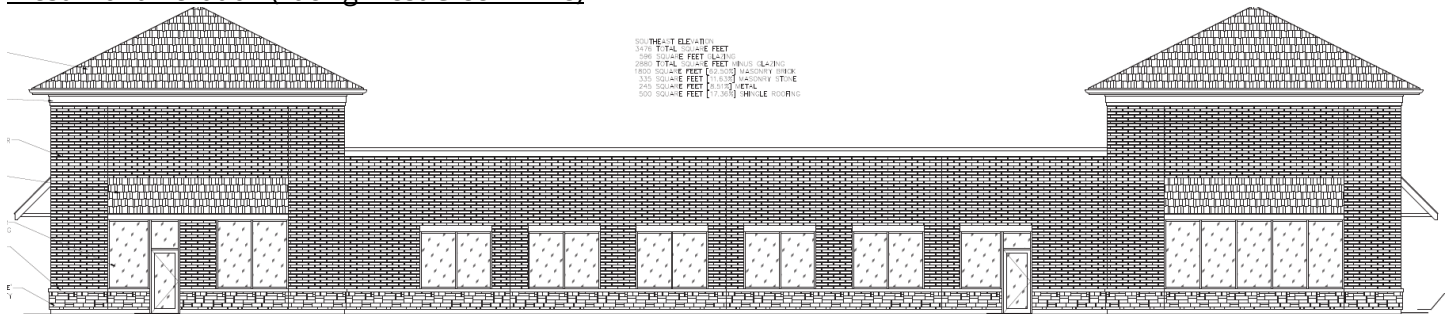 SOUTHEAST ELEVATION
3476 TOTAL SQUARE FEET
596 SQUARE FEET GLAZING
2880 TOTAL SQUARE FEET MINUS GLAZING
1800 SQUARE FEET [62.50%] MASONRY BRICK
335 SQUARE FEET [11.63%] MASONRY STONE
245 SQUARE FEET [8.51%] METAL
500 SQUARE FEET [17.36%] SHINGLE ROOFING